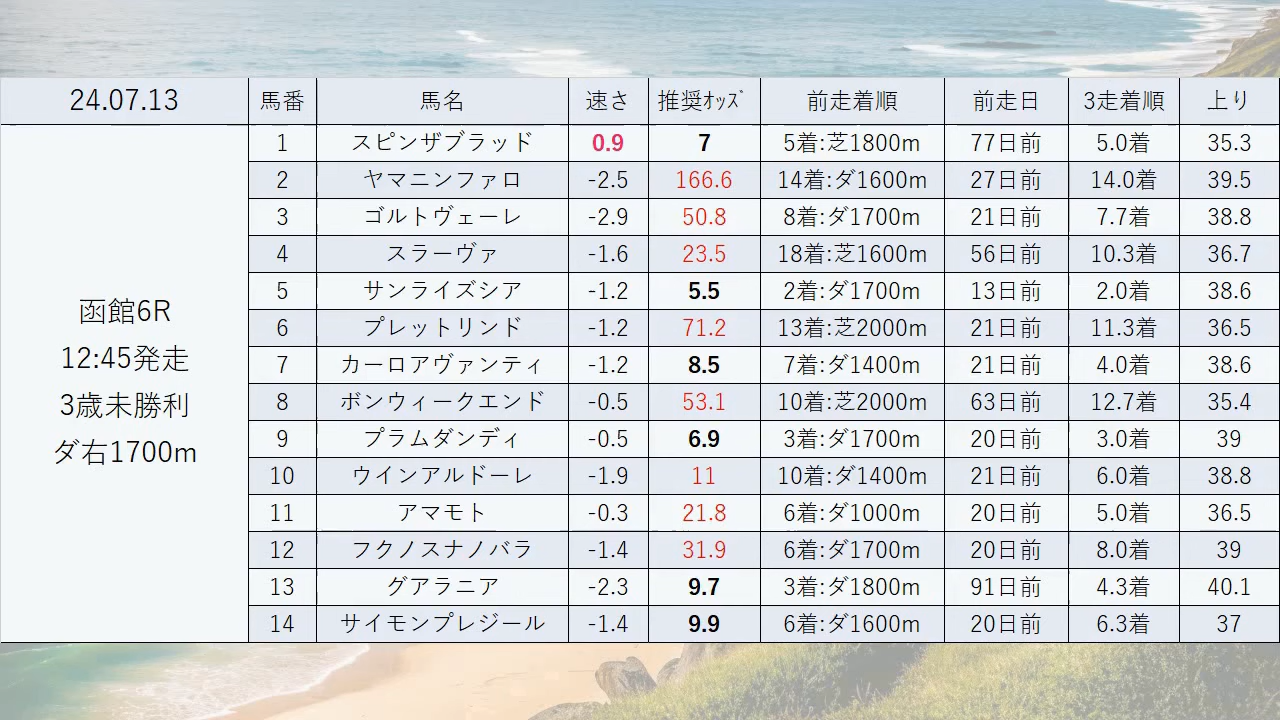 24.07.13 馬番 馬名 速さ 推奨ｵｯｽﾞ 前走着順 前走日 3走着順 上り
1 スピンザブラッド 0.9 7 5着:芝1800m 77日前 5.0着 35.3
2 ヤマニンファロ -2.5 166.6 14着:ダ1600m 27日前 14.0着 39.5
3 ゴルトヴェーレ -2.9 50.8 8着:ダ1700m 21日前 7.7着 38.8
4 スラーヴァ -1.6 23.5 18着:芝1600m 56日前 10.3着 36.7
5 サンライズシア -1.2 5.5 2着:ダ1700m 13日前 2.0着 38.6
6 プレットリンド -1.2 71.2 13着:芝2000m 21日前 11.3着 36.5
7 カーロアヴァンティ -1.2 8.5 7着:ダ1400m 21日前 4.0着 38.6
8 ボンウィークエンド -0.5 53.1 10着:芝2000m 63日前 12.7着 35.4
9 プラムダンディ -0.5 6.9 3着:ダ1700m 20日前 3.0着 39
10 ウインアルドーレ -1.9 11 10着:ダ1400m 21日前 6.0着 38.8
11 アマモト -0.3 21.8 6着:ダ1000m 20日前 5.0着 36.5
12 フクノスナノバラ -1.4 31.9 6着:ダ1700m 20日前 8.0着 39
13 グアラニア -2.3 9.7 3着:ダ1800m 91日前 4.3着 40.1
14 サイモンプレジール -1.4 9.9 6着:ダ1600m 20日前 6.3着 37
函館6R
12:45発走
3歳未勝利
ダ右1700m